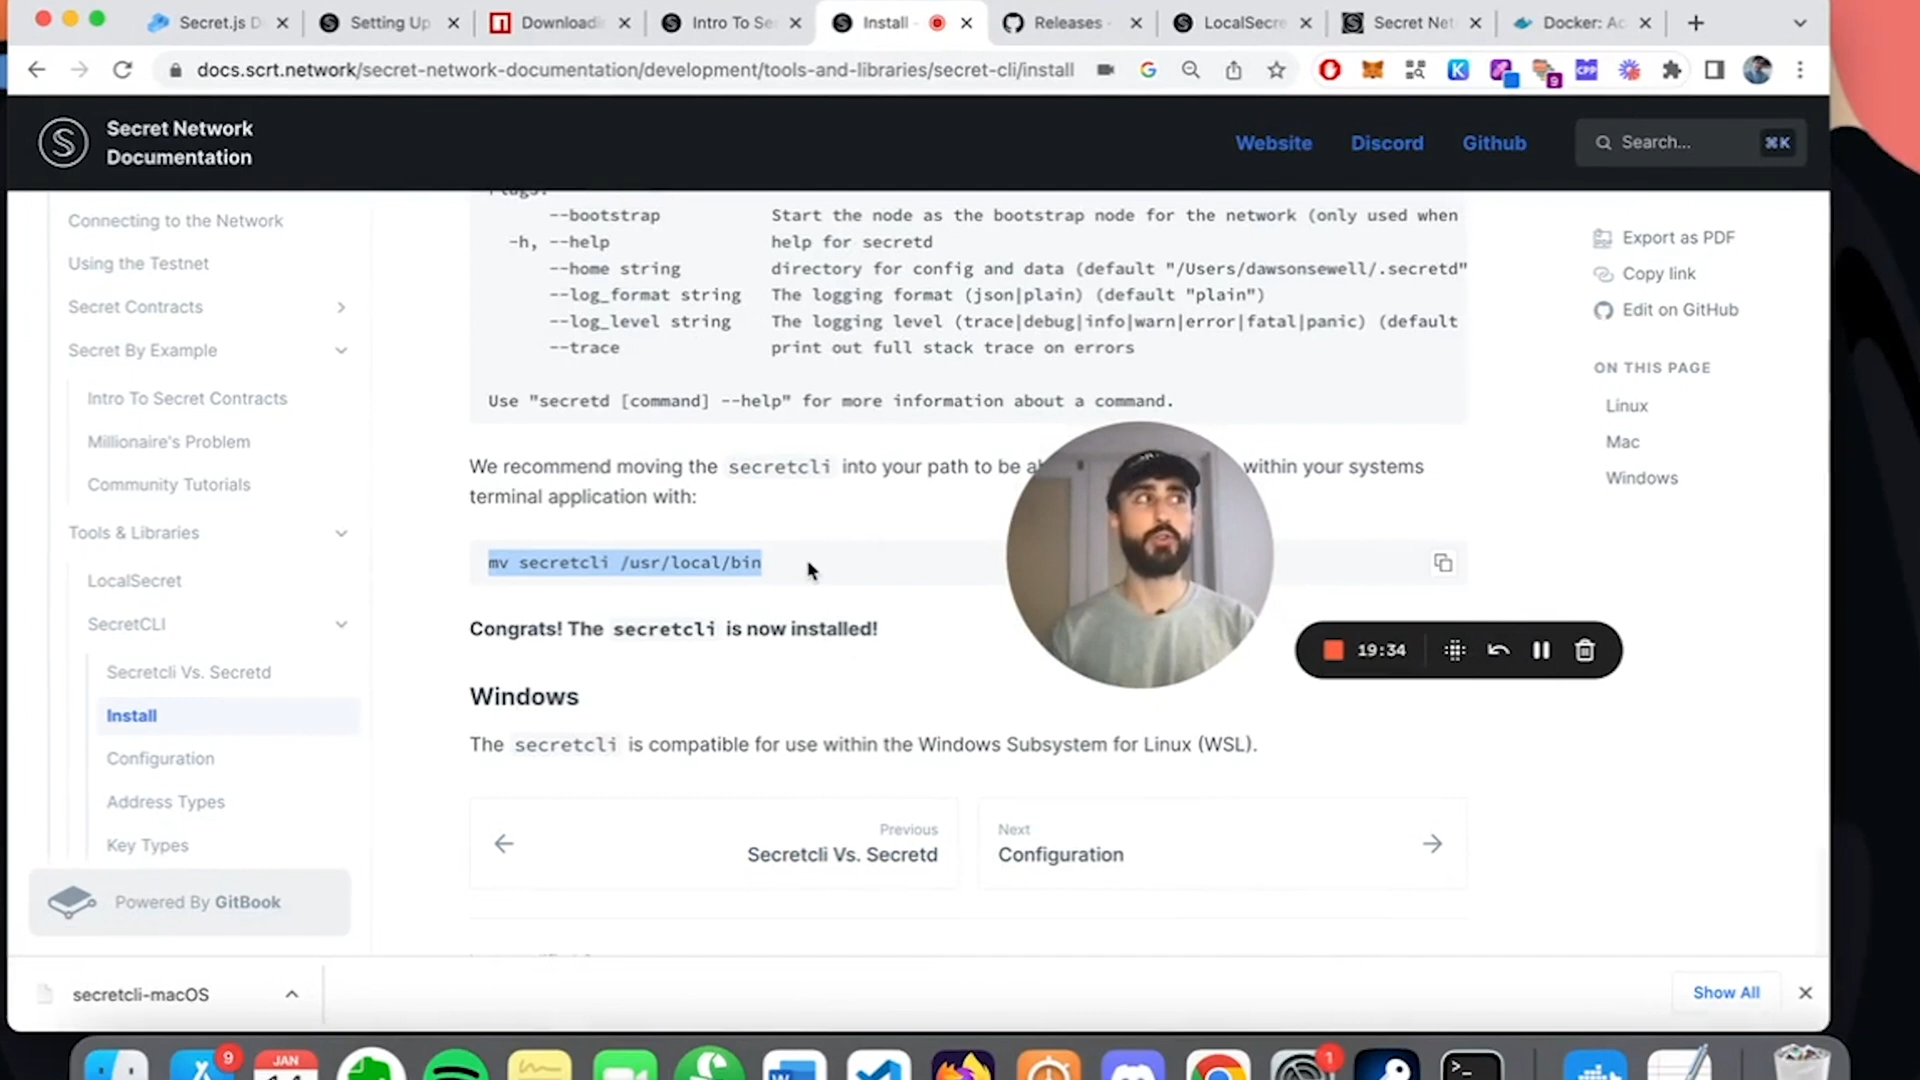 Secret.js D
Setting Up
Downloadi
Intro To Se
Install -
Releases
LocalSecre
Secret Net
Docker: Ac
docs.scrt.network/secret-network-documentation/development/tools-and-libraries/secret-cli/install
Secret Network
Documentation
Website
Discord
Github
Search...
⌘K
Connecting to the Network
Using the Testnet
Secret Contracts
Secret By Example
Intro To Secret Contracts
Millionaire's Problem
Community Tutorials
Tools & Libraries
LocalSecret
SecretCLI
Secretcli Vs. Secretd
Install
Configuration
Address Types
Key Types
Powered By GitBook
Flags:
--bootstrap Start the node as the bootstrap node for the network (only used when
-h, --help help for secretd
--home string directory for config and data (default "/Users/dawsonsewell/.secretd"
--log_format string The logging format (json|plain) (default "plain")
--log_level string The logging level (trace|debug|info|warn|error|fatal|panic) (default
--trace print out full stack trace on errors
Use "secretd [command] --help" for more information about a command.
We recommend moving the secretcli into your path to be a within your systems
terminal application with:
mv secretcli /usr/local/bin
Congrats! The secretcli is now installed!
Windows
The secretcli is compatible for use within the Windows Subsystem for Linux (WSL).
Previous
Secretcli Vs. Secretd
Next
Configuration
Export as PDF
Copy link
Edit on GitHub
ON THIS PAGE
Linux
Mac
Windows
19:34
secretcli-macOS
Show All
9
JAN
1